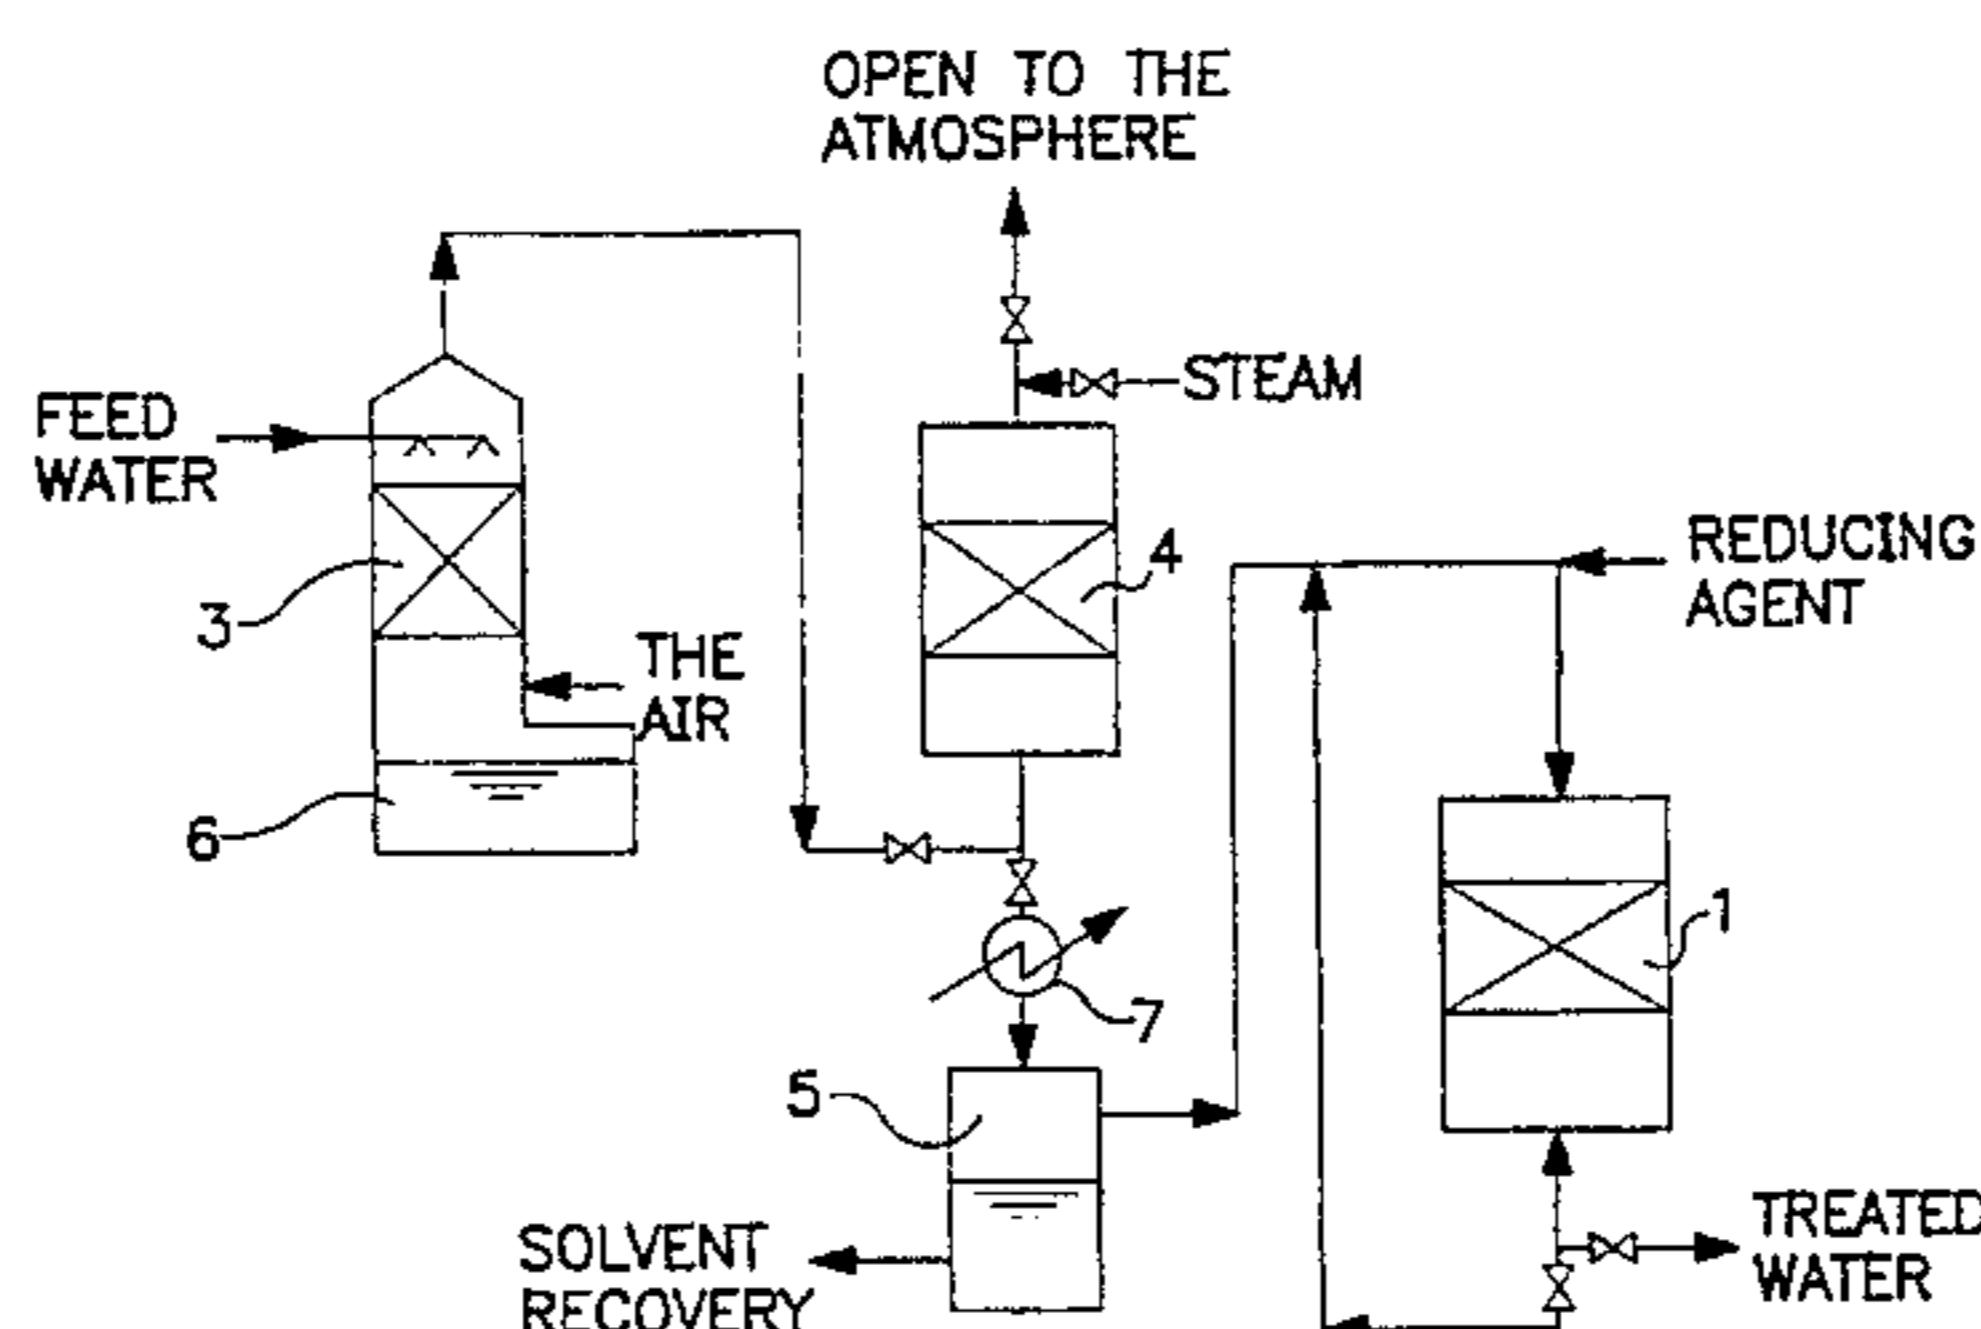 OPEN TO THE
ATMOSPHERE
STEAM
FEED
WATER
4
REDUCING
AGENT
3
THE
AIR
6
1
7
5
TREATED
WATER
SOLVENT
RECOVERY